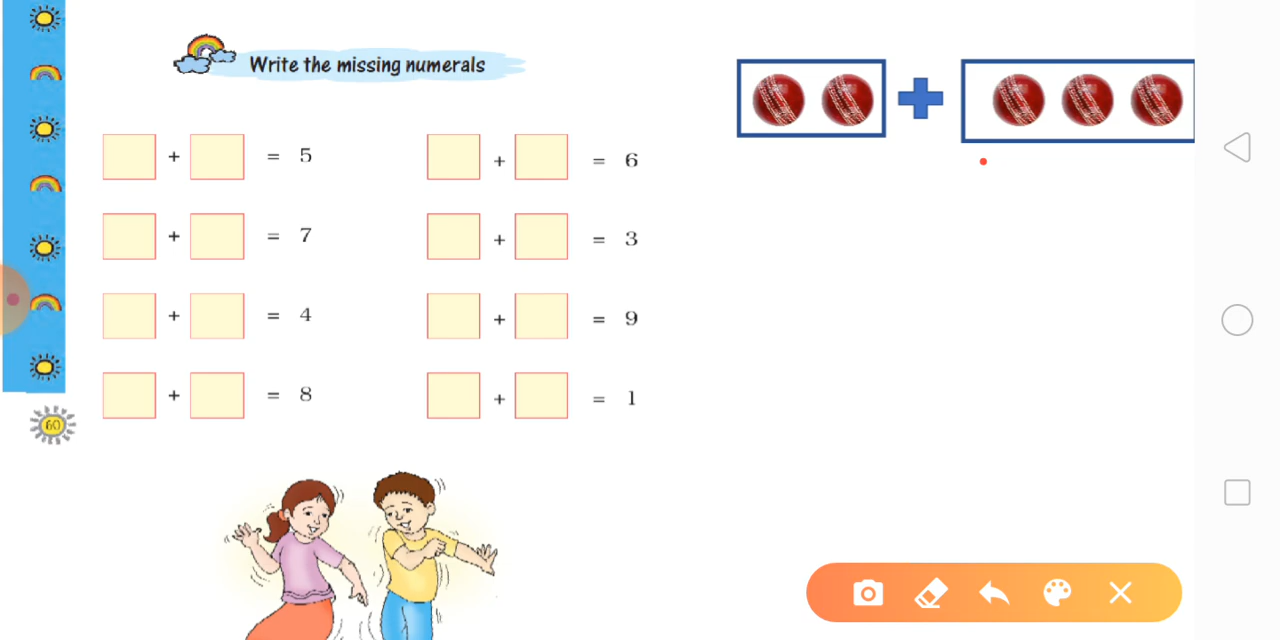 Write the missing numerals
+ = 5
+ = 6
+ = 7
+ = 3
+ = 4
+ = 9
+ = 8
+ = 1
60